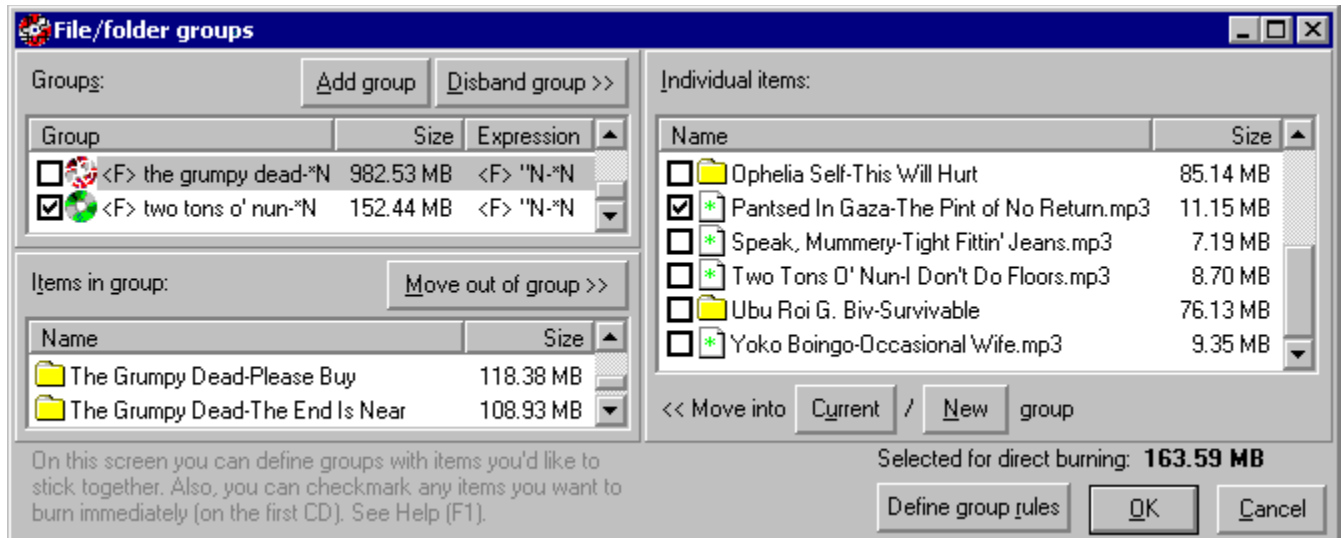 File/folder groups
Groups:
Add group
Disband group >>
Group Size Expression
<F> the grumpy dead-*N 982.53 MB <F> "N-*N
<F> two tons o' nun-*N 152.44 MB <F> "N-*N
Items in group:
Move out of group >>
Name Size
The Grumpy Dead-Please Buy 118.38 MB
The Grumpy Dead-The End Is Near 108.93 MB
Individual items:
Name Size
Ophelia Self-This Will Hurt 85.14 MB
Pantsed In Gaza-The Pint of No Return.mp3 11.15 MB
Speak, Mummery-Tight Fittin' Jeans.mp3 7.19 MB
Two Tons O' Nun-I Don't Do Floors.mp3 8.70 MB
Ubu Roi G. Biv-Survivable 76.13 MB
Yoko Boingo-Occasional Wife.mp3 9.35 MB
<< Move into Current / New group
On this screen you can define groups with items you'd like to
stick together. Also, you can checkmark any items you want to
burn immediately (on the first CD). See Help (F1).
Selected for direct burning: 163.59 MB
Define group rules
OK
Cancel